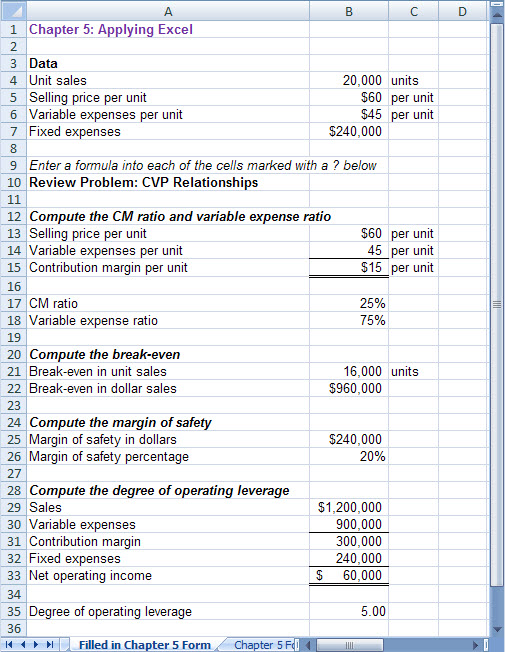 A B C D
1 Chapter 5: Applying Excel
2
3 Data
4 Unit sales 20,000 units
5 Selling price per unit $60 per unit
6 Variable expenses per unit $45 per unit
7 Fixed expenses $240,000
8
9 Enter a formula into each of the cells marked with a ? below
10 Review Problem: CVP Relationships
11
12 Compute the CM ratio and variable expense ratio
13 Selling price per unit $60 per unit
14 Variable expenses per unit 45 per unit
15 Contribution margin per unit $15 per unit
16
17 CM ratio 25%
18 Variable expense ratio 75%
19
20 Compute the break-even
21 Break-even in unit sales 16,000 units
22 Break-even in dollar sales $960,000
23
24 Compute the margin of safety
25 Margin of safety in dollars $240,000
26 Margin of safety percentage 20%
27
28 Compute the degree of operating leverage
29 Sales $1,200,000
30 Variable expenses 900,000
31 Contribution margin 300,000
32 Fixed expenses 240,000
33 Net operating income $ 60,000
34
35 Degree of operating leverage 5.00
36
Filled in Chapter 5 Form Chapter 5 Fo